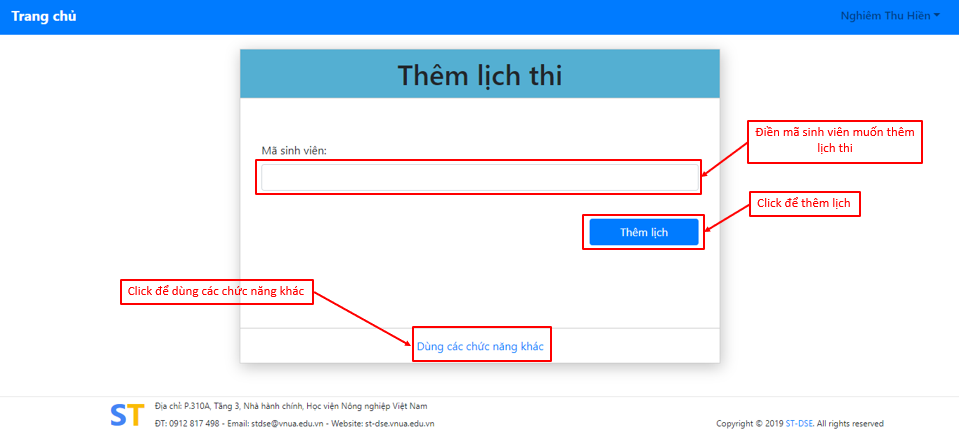 Trang chủ
Nghiêm Thu Hiền
Thêm lịch thi
Điền mã sinh viên muốn thêm
lịch thi
Mã sinh viên:
Click để thêm lịch
Thêm lịch
Click để dùng các chức năng khác
Dùng các chức năng khác
ST
Địa chỉ: P.310A, Tầng 3, Nhà hành chính, Học viện Nông nghiệp Việt Nam
ĐT: 0912 817 498 - Email: stdse@vnua.edu.vn - Website: st-dse.vnua.edu.vn
Copyright © 2019 ST-DSE. All rights reserved